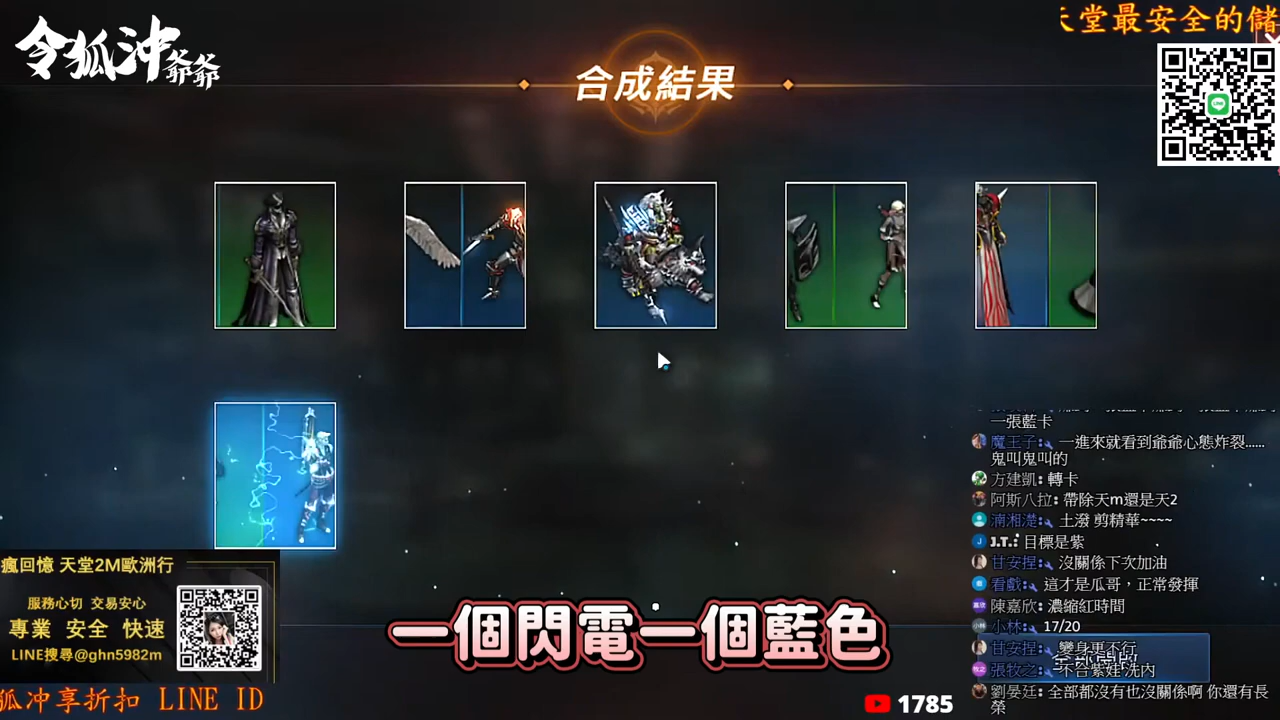 令狐沖爺爺
天堂最安全的儲
合成結果
一張藍卡
魔王子: 一進來就看到爺爺心態炸裂......
鬼叫鬼叫的
方建凱: 轉卡
阿斯八拉: 帶除天m還是天2
湳湘湠: 土潑 剪精華~~~~
J.T.: 目標是紫
甘安捏: 沒關係下次加油
看戲: 這才是瓜哥，正常發揮
陳嘉欣: 濃縮紅時間
小林: 17/20
甘安捏: 變身更不行
張牧之: 不合紫娃洗內
劉晏廷: 全部都沒有也沒關係啊 你還有長
榮
瘋回憶 天堂2M歐洲行
服務心切 交易安心
專業 安全 快速
LINE搜尋@ghn5982m
一個閃電一個藍色
狐冲享折扣 LINE ID
1785